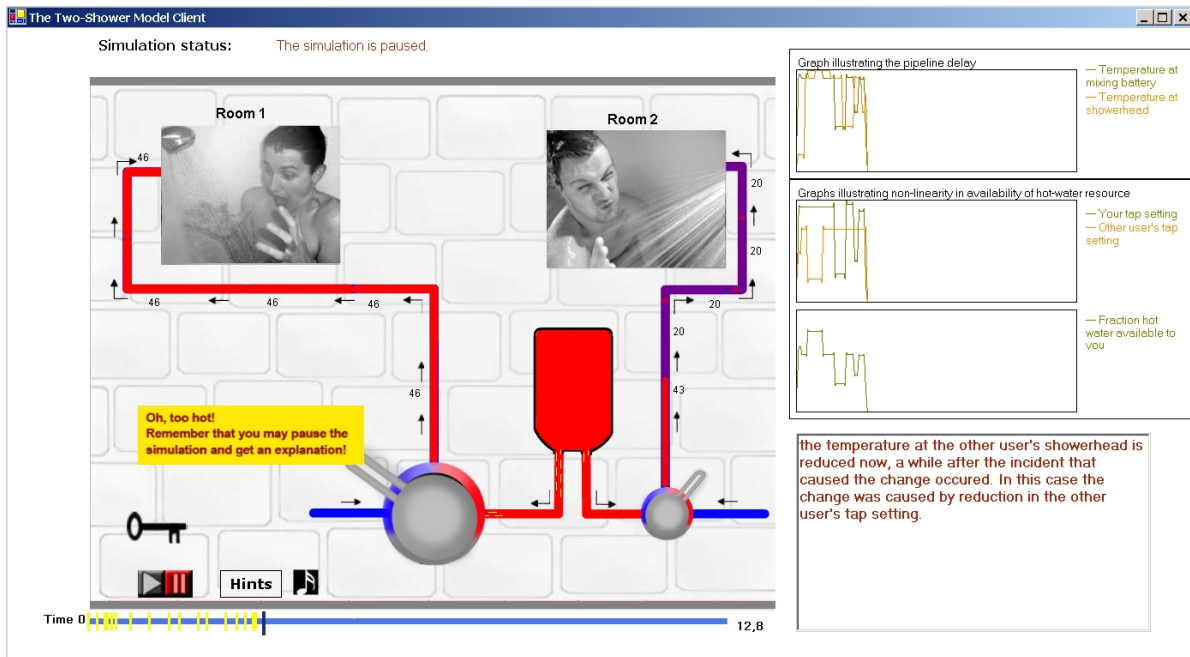 The Two-Shower Model Client
Simulation status: The simulation is paused.
Room 1
Room 2
46
20
20
46
46
46
20
20
46
43
Oh, too hot!
Remember that you may pause the
simulation and get an explanation!
Hints
Time 0
12,8
Graph illustrating the pipeline delay
Temperature at
mixing battery
Temperature at
showerhead
Graphs illustrating non-linearity in availability of hot-water resource
Your tap setting
Other user's tap
setting
Fraction hot
water available to
you
the temperature at the other user's showerhead is
reduced now, a while after the incident that
caused the change occured. In this case the
change was caused by reduction in the other
user's tap setting.